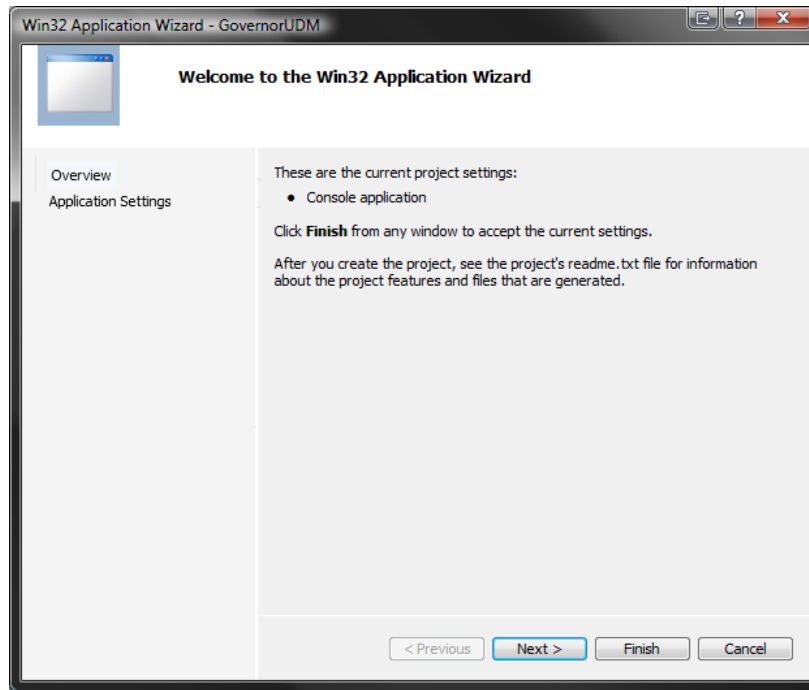 Win32 Application Wizard - GovernorUDM
?
X
Welcome to the Win32 Application Wizard
Overview
Application Settings
These are the current project settings:
• Console application
Click Finish from any window to accept the current settings.
After you create the project, see the project's readme.txt file for information
about the project features and files that are generated.
< Previous
Next >
Finish
Cancel